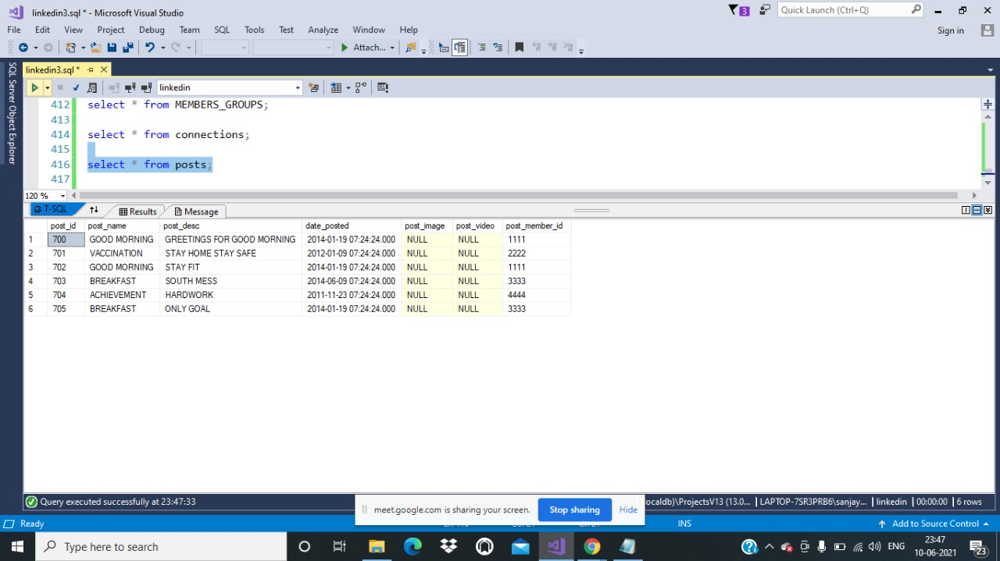 linkedin3.sql * - Microsoft Visual Studio
3
Quick Launch (Ctrl+Q)
File Edit View Project Debug Team SQL Tools Test Analyze Window Help
Sign in
Attach...
linkedin3.sql *
SQL Server Object Explorer
linkedin
412 select * from MEMBERS_GROUPS;
413
414 select * from connections;
415
416 select * from posts;
417
120 %
T-SQL Results Message
post_id post_name post_desc date_posted post_image post_video post_member_id
1 700 GOOD MORNING GREETINGS FOR GOOD MORNING 2014-01-19 07:24:24.000 NULL NULL 1111
2 701 VACCINATION STAY HOME STAY SAFE 2012-01-09 07:24:24.000 NULL NULL 2222
3 702 GOOD MORNING STAY FIT 2014-01-19 07:24:24.000 NULL NULL 1111
4 703 BREAKFAST SOUTH MESS 2014-06-09 07:24:24.000 NULL NULL 3333
5 704 ACHIEVEMENT HARDWORK 2011-11-23 07:24:24.000 NULL NULL 4444
6 705 BREAKFAST ONLY GOAL 2014-01-19 07:24:24.000 NULL NULL 3333
Query executed successfully at 23:47:33
ocaldb)\ProjectsV13 (13.0... LAPTOP-7SR3PRB6\sanjay... linkedin 00:00:00 6 rows
meet.google.com is sharing your screen. Stop sharing Hide
Ready
INS
Add to Source Control
Type here to search
ENG
23:47
10-06-2021
23